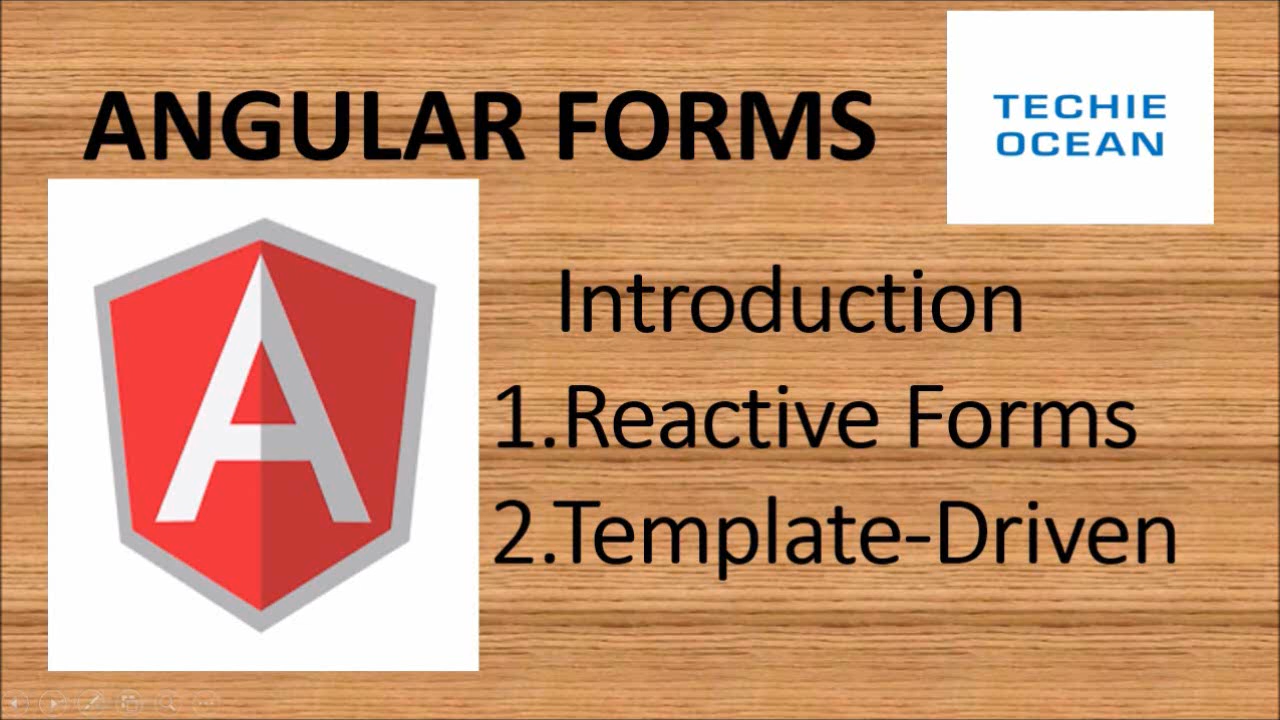 ANGULAR FORMS
TECHIE
OCEAN
A
Introduction
1.Reactive Forms
2.Template-Driven